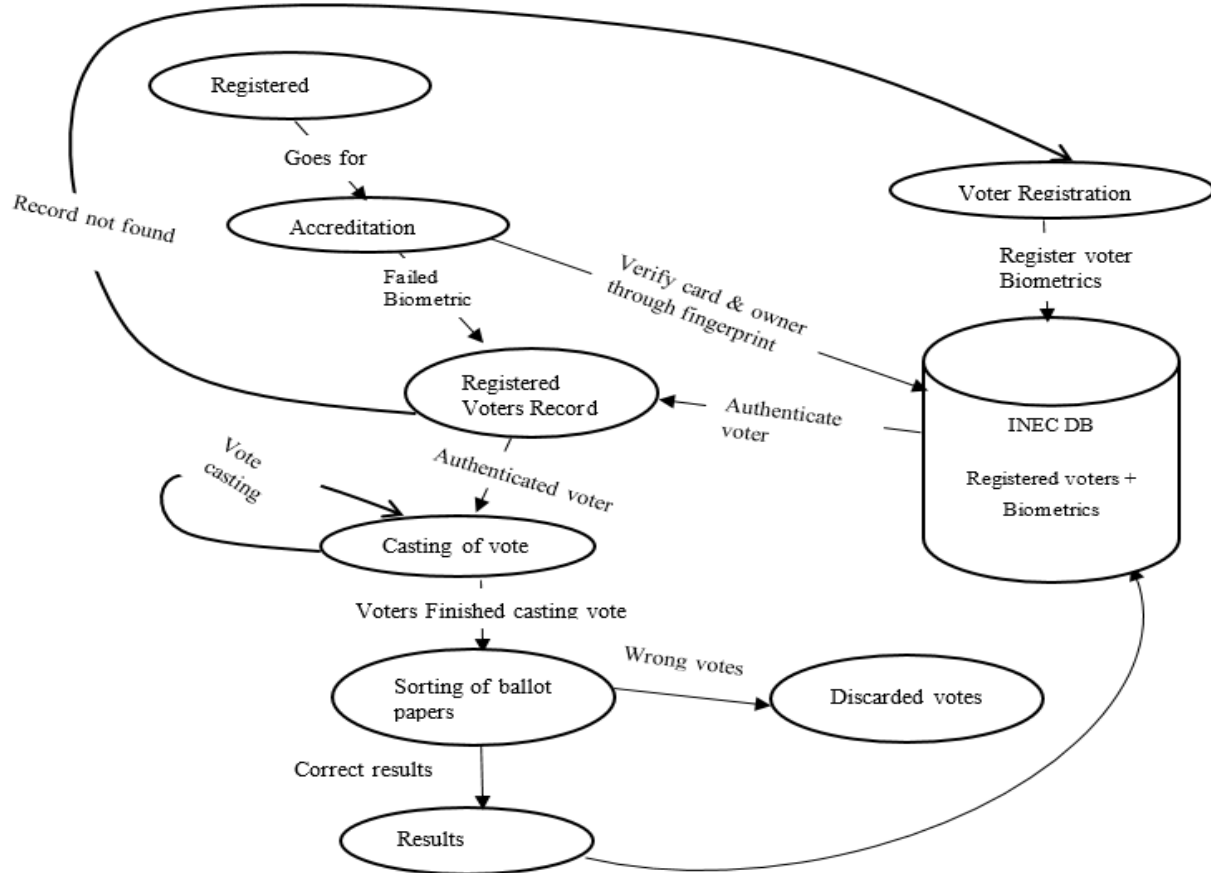 Registered
Goes for
Voter Registration
Record not found
Accreditation
Register voter
Biometrics
Failed
Biometric
Verify card & owner
through fingerprint
Registered
Voters Record
Authenticate
voter
INEC DB
Registered voters +
Biometrics
Vote
casting
Authenticated voter
Casting of vote
Voters Finished casting vote
Wrong votes
Sorting of ballot
papers
Discarded votes
Correct results
Results